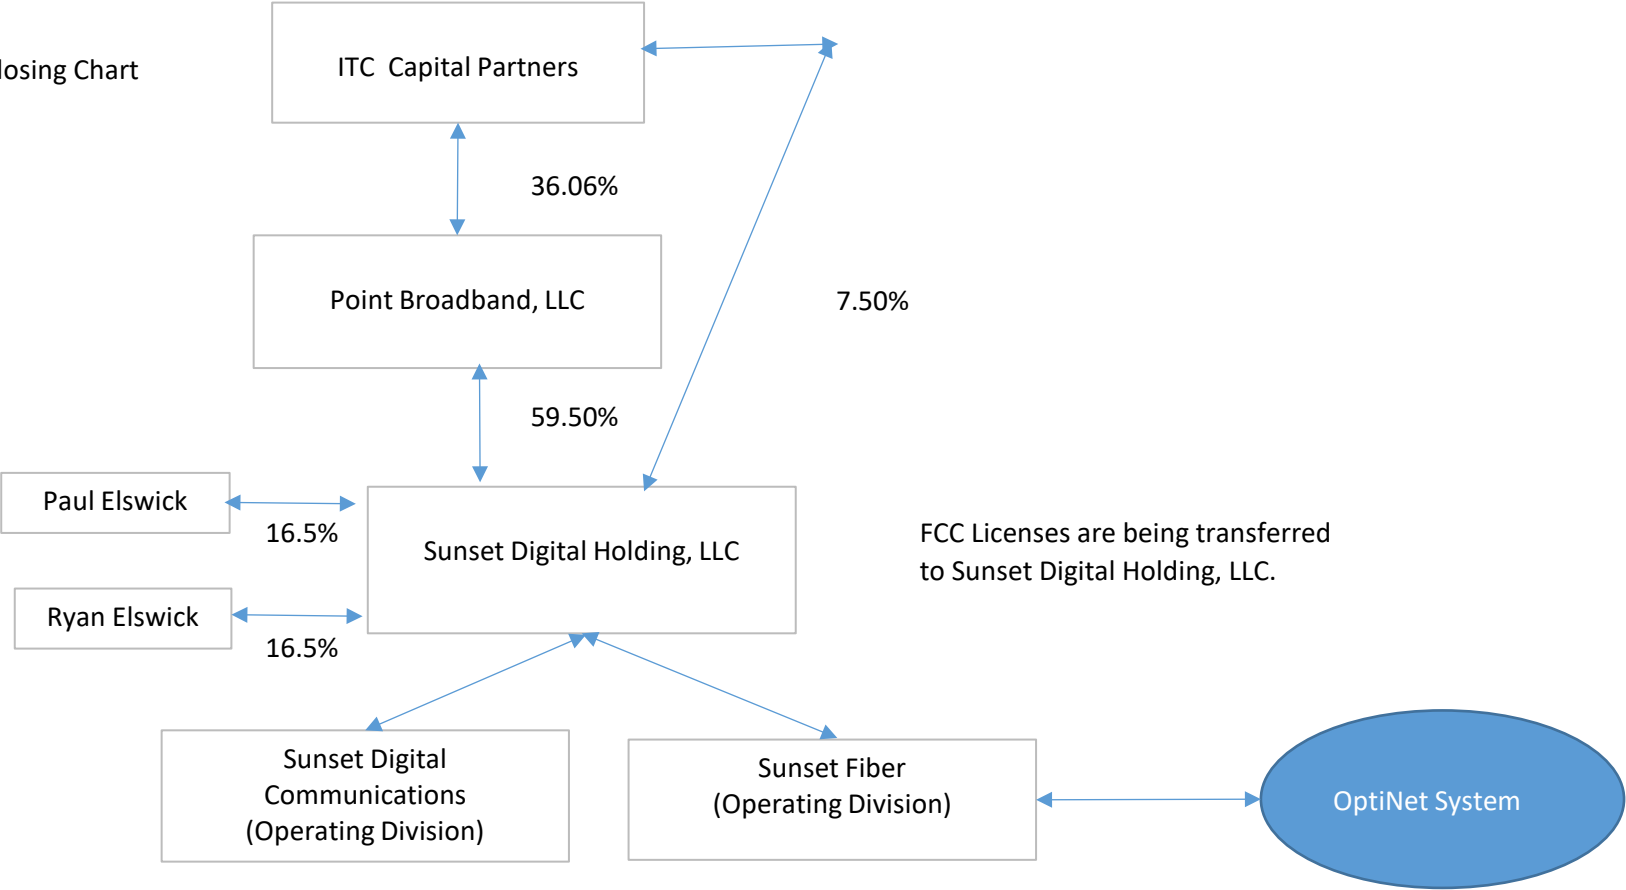 losing Chart
ITC Capital Partners
36.06%
Point Broadband, LLC
7.50%
59.50%
Paul Elswick
16.5%
Sunset Digital Holding, LLC
FCC Licenses are being transferred
to Sunset Digital Holding, LLC.
Ryan Elswick
16.5%
Sunset Digital
Communications
(Operating Division)
Sunset Fiber
(Operating Division)
OptiNet System